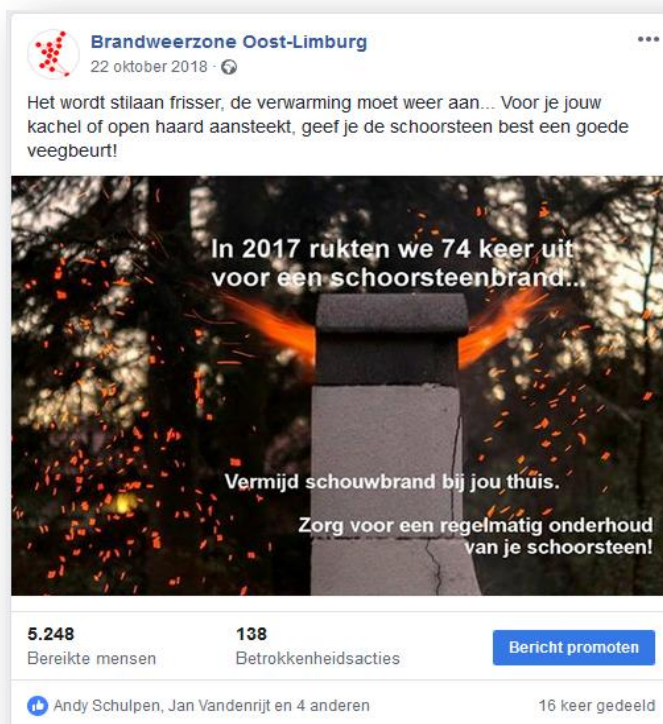 Brandweerzone Oost-Limburg
22 oktober 2018 ·
Het wordt stilaan frisser, de verwarming moet weer aan... Voor je jouw
kachel of open haard aansteekt, geef je de schoorsteen best een goede
veegbeurt!
In 2017 rukten we 74 keer uit
voor een schoorsteenbrand...
Vermijd schouwbrand bij jou thuis.
Zorg voor een regelmatig onderhoud
van je schoorsteen!
5.248 138
Bereikte mensen Betrokkenheidsacties Bericht promoten
Andy Schulpen, Jan Vandenrijt en 4 anderen 16 keer gedeeld